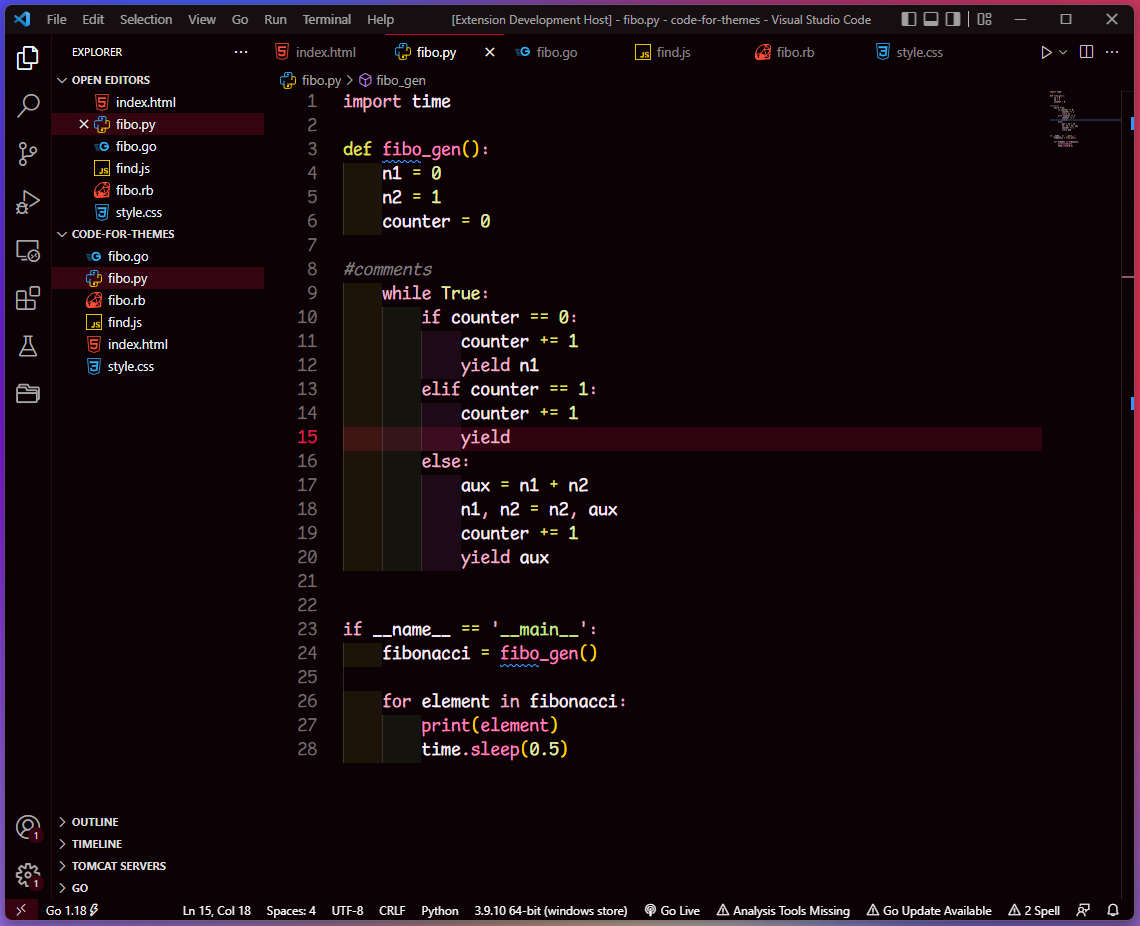 File Edit Selection View Go Run Terminal Help [Extension Development Host] - fibo.py - code-for-themes - Visual Studio Code
EXPLORER
index.html fibo.py fibo.go find.js fibo.rb style.css
OPEN EDITORS
index.html
fibo.py
fibo.go
find.js
fibo.rb
style.css
CODE-FOR-THEMES
fibo.go
fibo.py
fibo.rb
find.js
index.html
style.css
OUTLINE
TIMELINE
TOMCAT SERVERS
GO
1
1
fibo.py > fibo_gen
1 import time
2
3 def fibo_gen():
4 n1 = 0
5 n2 = 1
6 counter = 0
7
8 #comments
9 while True:
10 if counter == 0:
11 counter += 1
12 yield n1
13 elif counter == 1:
14 counter += 1
15 yield
16 else:
17 aux = n1 + n2
18 n1, n2 = n2, aux
19 counter += 1
20 yield aux
21
22
23 if __name__ == '__main__':
24 fibonacci = fibo_gen()
25
26 for element in fibonacci:
27 print(element)
28 time.sleep(0.5)
Go 1.18 Ln 15, Col 18 Spaces: 4 UTF-8 CRLF Python 3.9.10 64-bit (windows store) Go Live Analysis Tools Missing Go Update Available 2 Spell